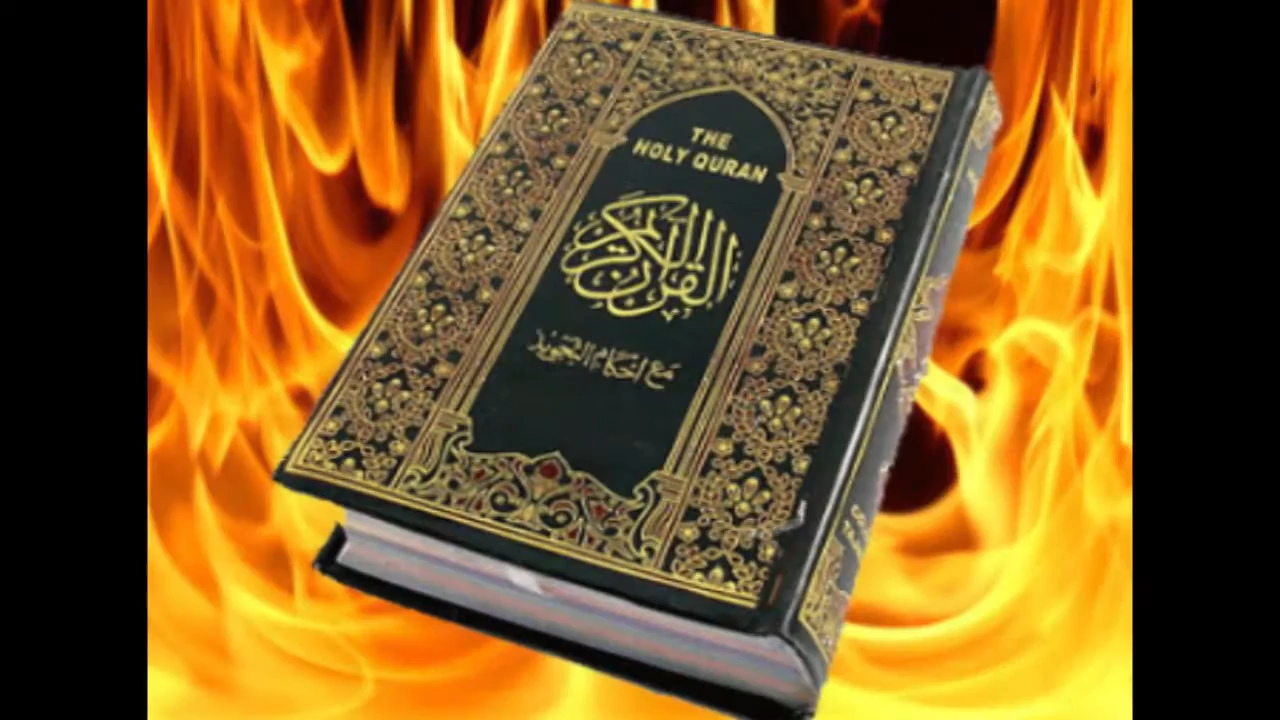 THE
HOLY QURAN
القرآن الكريم
مع احكام التجويد